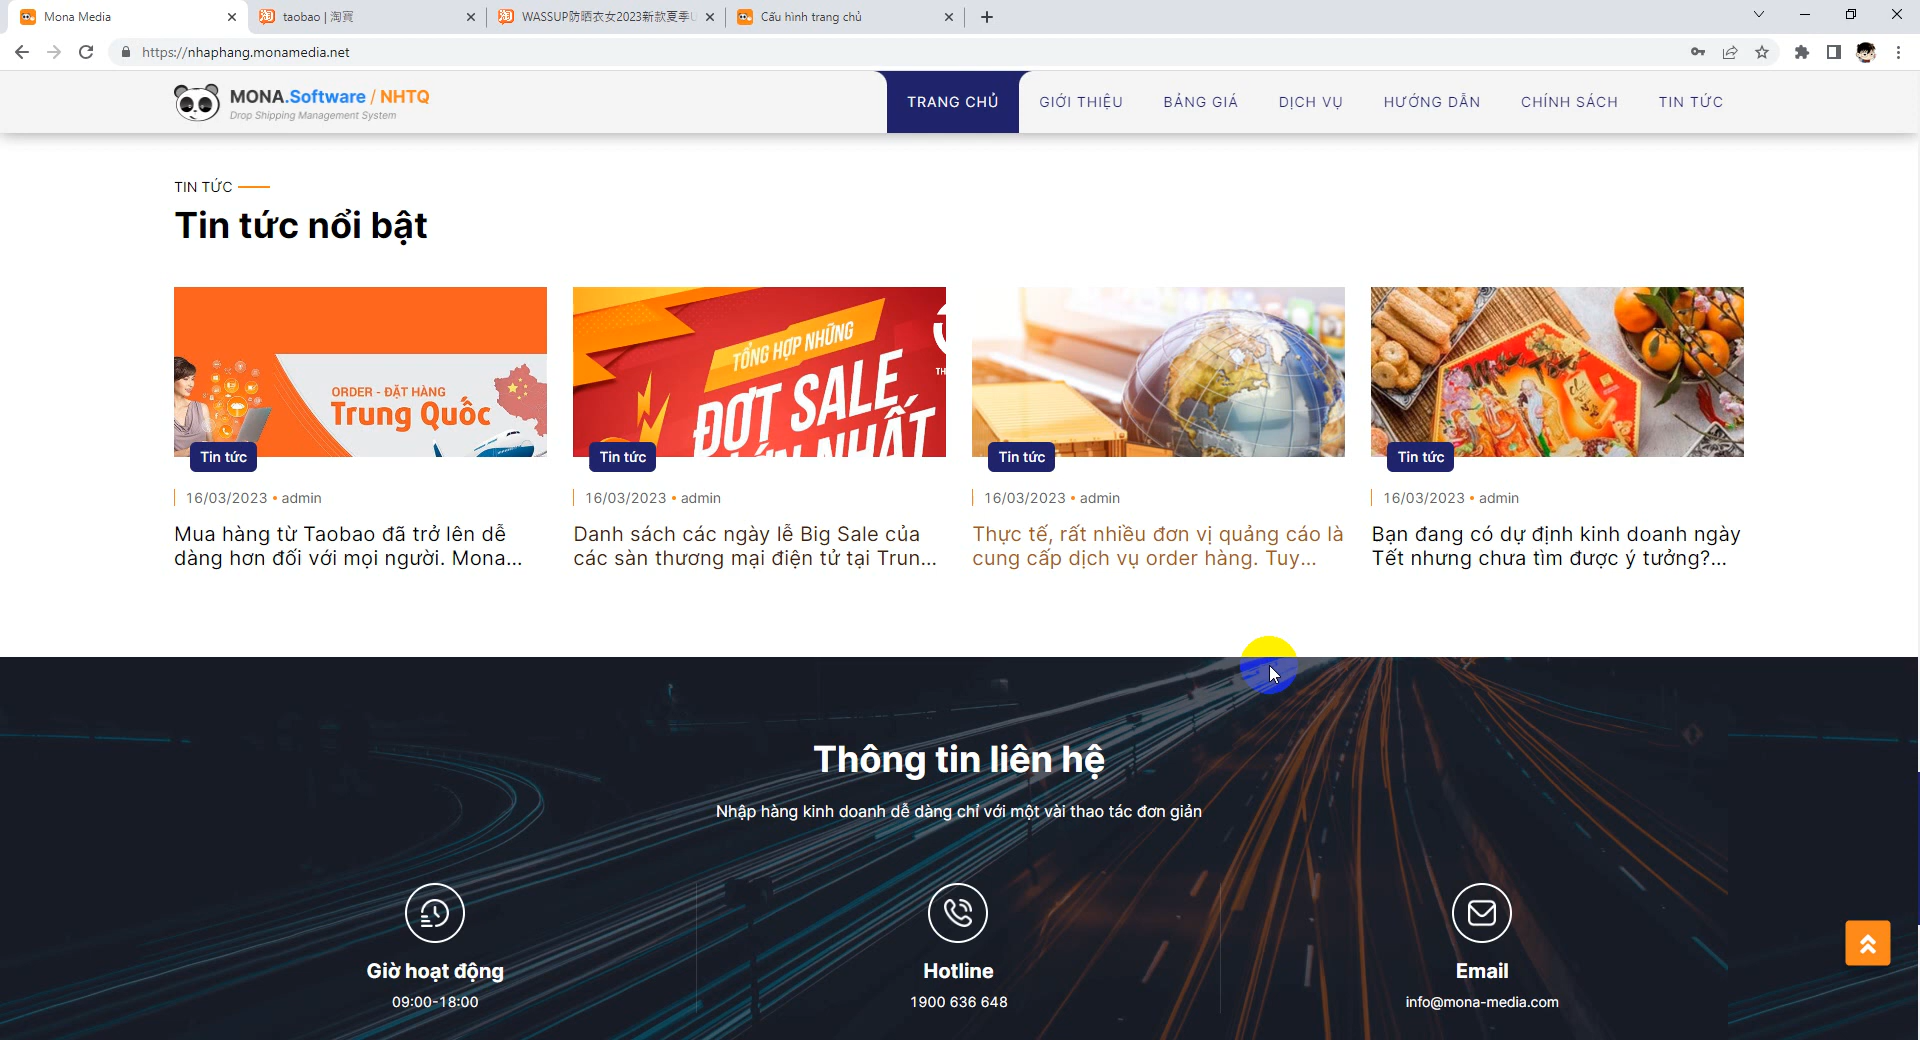 Mona Media
taobao | 淘寶
WASSUP防晒衣女2023新款夏季U
Cấu hình trang chủ
https://nhaphang.monamedia.net
MONA.Software / NHTQ
Drop Shipping Management System
TRANG CHỦ
GIỚI THIỆU
BẢNG GIÁ
DỊCH VỤ
HƯỚNG DẪN
CHÍNH SÁCH
TIN TỨC
TIN TỨC
Tin tức nổi bật
ORDER - ĐẶT HÀNG
Trung Quốc
TỔNG HỢP NHỮNG
ĐỢT SALE
LỚN NHẤT
TH
Tin tức
Tin tức
Tin tức
Tin tức
16/03/2023 • admin
16/03/2023 • admin
16/03/2023 • admin
16/03/2023 • admin
Mua hàng từ Taobao đã trở lên dễ
dàng hơn đối với mọi người. Mona...
Danh sách các ngày lễ Big Sale của
các sàn thương mại điện tử tại Trun...
Thực tế, rất nhiều đơn vị quảng cáo là
cung cấp dịch vụ order hàng. Tuy...
Bạn đang có dự định kinh doanh ngày
Tết nhưng chưa tìm được ý tưởng?...
Thông tin liên hệ
Nhập hàng kinh doanh dễ dàng chỉ với một vài thao tác đơn giản
Giờ hoạt động
09:00-18:00
Hotline
1900 636 648
Email
info@mona-media.com